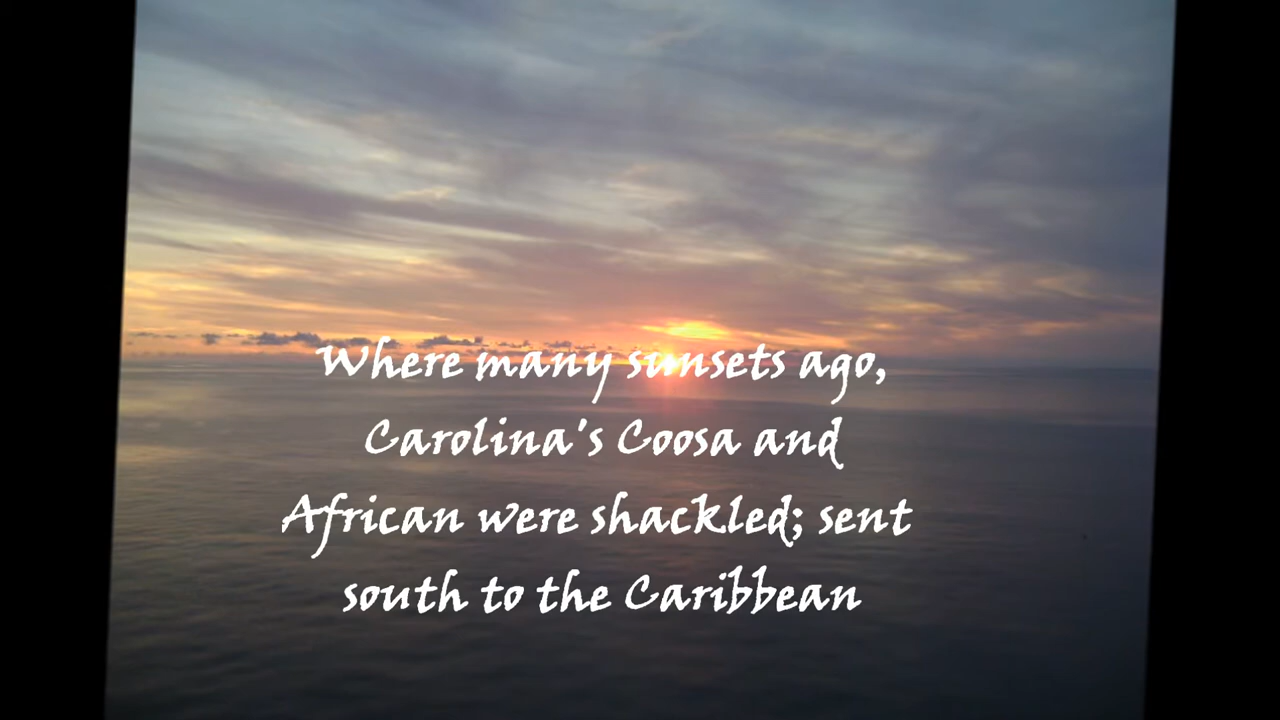 Where many sunsets ago,
Carolina's Coosa and
African were shackled; sent
south to the Caribbean